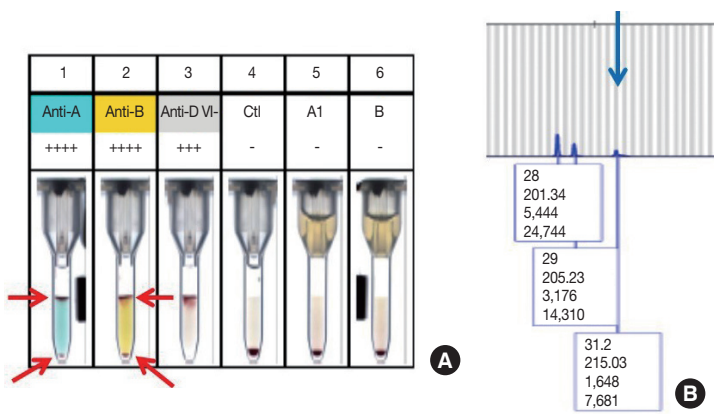 1 2 3 4 5 6
Anti-A Anti-B Anti-D VI- Ctl A1 B
++++ ++++ +++ - - -
A
28
201.34
5,444
24,744
29
205.23
3,176
14,310
31.2
215.03
1,648
7,681
B